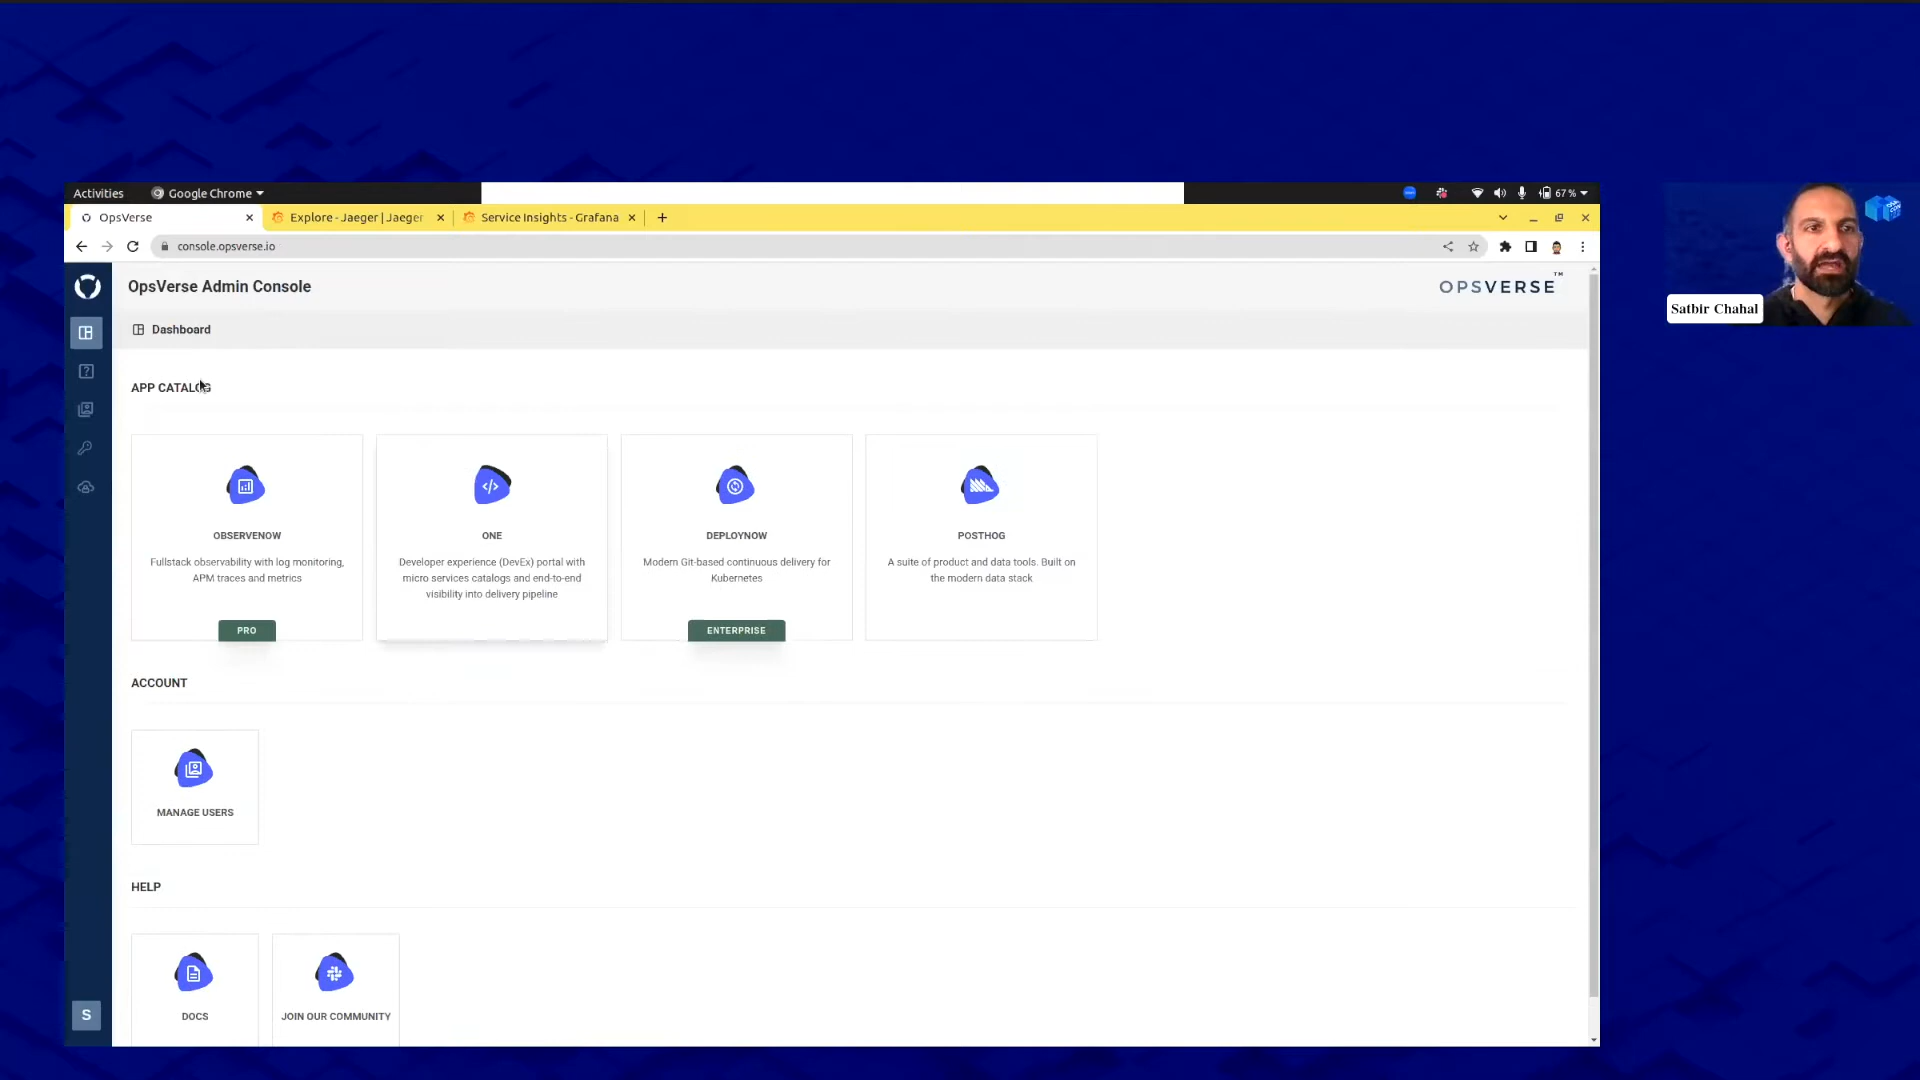 Activities
Google Chrome
67 %
OpsVerse
Explore - Jaeger | Jaeger
Service Insights - Grafana
console.opsverse.io
OpsVerse Admin Console
OPSVERSE™
Satbir Chahal
Dashboard
APP CATALOG
OBSERVENOW
Fullstack observability with log monitoring,
APM traces and metrics
PRO
ONE
Developer experience (DevEx) portal with
micro services catalogs and end-to-end
visibility into delivery pipeline
DEPLOYNOW
Modern Git-based continuous delivery for
Kubernetes
ENTERPRISE
POSTHOG
A suite of product and data tools. Built on
the modern data stack
ACCOUNT
MANAGE USERS
HELP
DOCS
JOIN OUR COMMUNITY
S